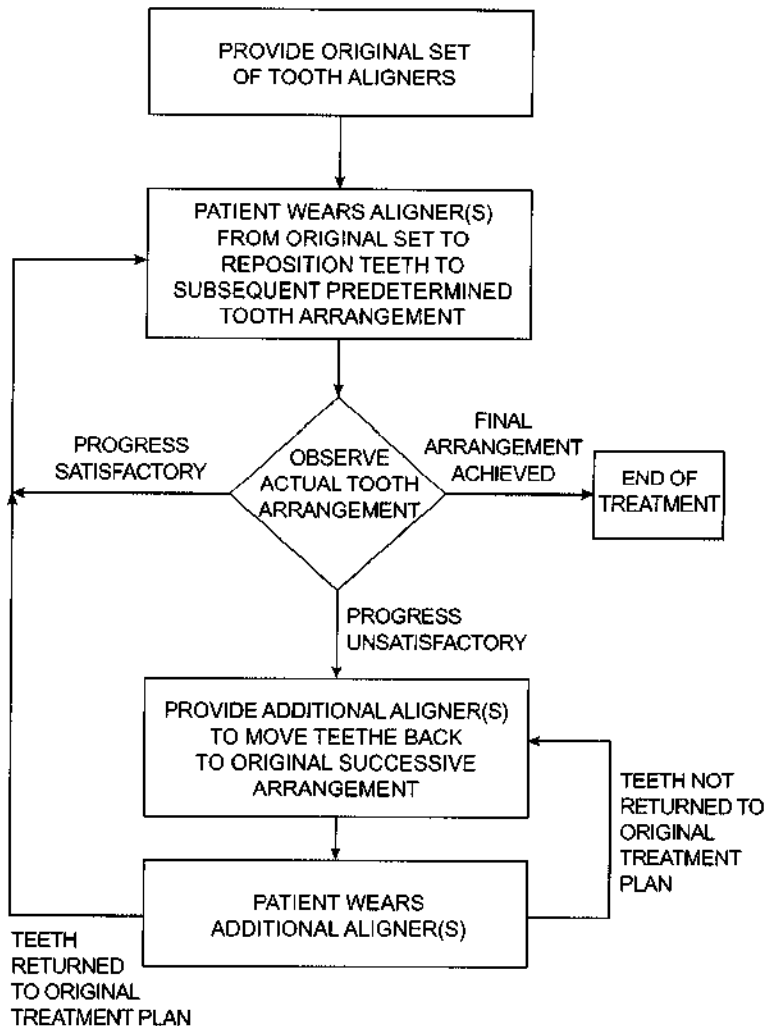 PROVIDE ORIGINAL SET
OF TOOTH ALIGNERS
PATIENT WEARS ALIGNER(S)
FROM ORIGINAL SET TO
REPOSITION TEETH TO
SUBSEQUENT PREDETERMINED
TOOTH ARRANGEMENT
PROGRESS
SATISFACTORY
OBSERVE
ACTUAL TOOTH
ARRANGEMENT
FINAL
ARRANGEMENT
ACHIEVED
END OF
TREATMENT
PROGRESS
UNSATISFACTORY
PROVIDE ADDITIONAL ALIGNER(S)
TO MOVE TEETHE BACK
TO ORIGINAL SUCCESSIVE
ARRANGEMENT
TEETH NOT
RETURNED TO
ORIGINAL
TREATMENT
PLAN
PATIENT WEARS
ADDITIONAL ALIGNER(S)
TEETH
RETURNED
TO ORIGINAL
TREATMENT PLAN